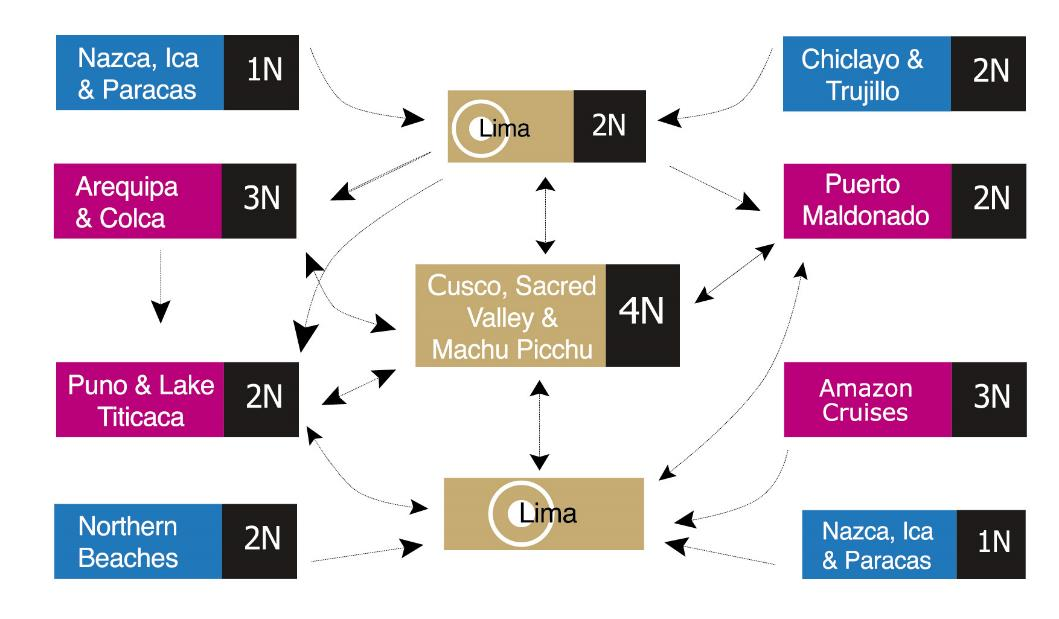 Nazca, Ica
& Paracas
1N
Chiclayo &
Trujillo
2N
Lima
2N
Arequipa
& Colca
3N
Puerto
Maldonado
2N
Cusco, Sacred
Valley &
Machu Picchu
4N
Puno & Lake
Titicaca
2N
Amazon
Cruises
3N
Lima
Northern
Beaches
2N
Nazca, Ica
& Paracas
1N